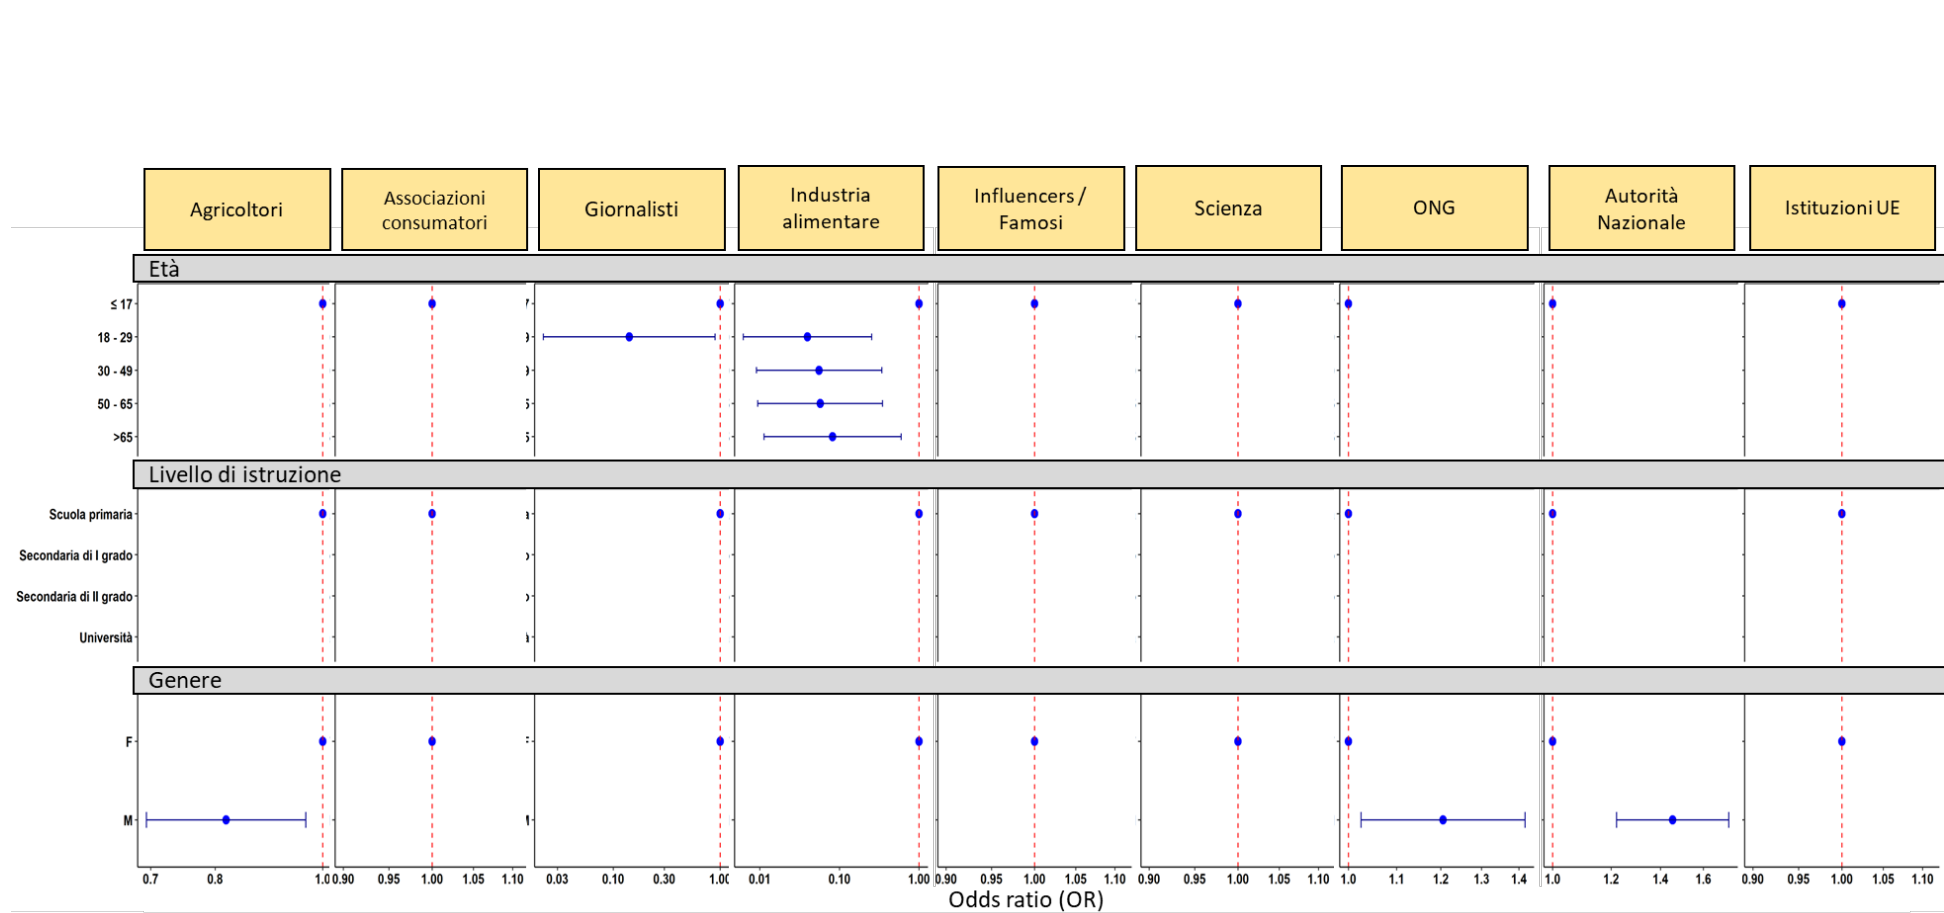 Agricoltori
Associazioni
consumatori
Giornalisti
Industria
alimentare
Influencers /
Famosi
Scienza
ONG
Autorità
Nazionale
Istituzioni UE
Età
≤ 17
18 - 29
30 - 49
50 - 65
>65
Livello di istruzione
Scuola primaria
Secondaria di I grado
Secondaria di II grado
Università
Genere
F
M
0.7 0.8 1.0
0.90 0.95 1.00 1.05 1.10
0.03 0.10 0.30 1.00
0.01 0.10 1.00
0.90 0.95 1.00 1.05 1.10
0.90 0.95 1.00 1.05 1.10
1.0 1.1 1.2 1.3 1.4
1.0 1.2 1.4 1.6
0.90 0.95 1.00 1.05 1.10
Odds ratio (OR)